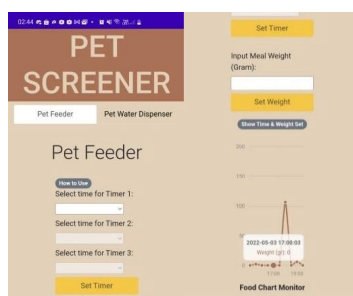 02:44
PET
SCREENER
Pet Feeder
Pet Water Dispenser
Pet Feeder
How to Use
Select time for Timer 1:
Select time for Timer 2:
Select time for Timer 3:
Set Timer
Set Timer
Input Meal Weight
(Gram):
Set Weight
Show Time & Weight Set
200
150
100
2022-05-03 17:06:03
Weight (gr): 0
0
17:00
Food Chart Monitor